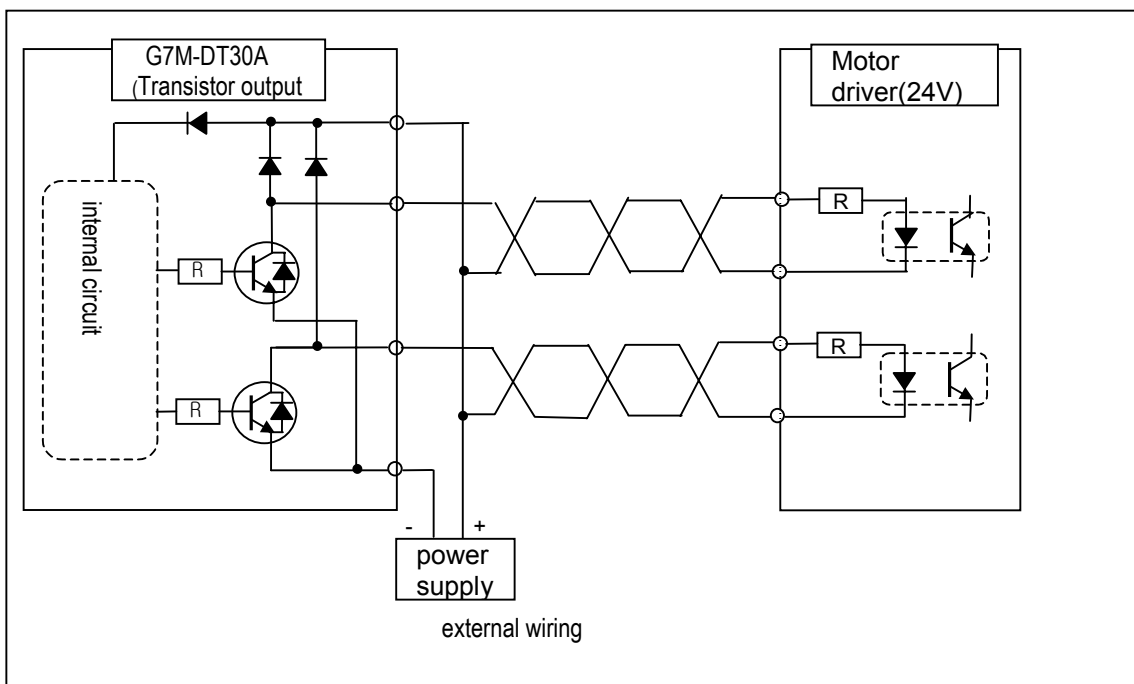 G7M-DT30A
(Transistor output
Motor
driver(24V)
internal circuit
R
R
R
R
- +
power
supply
external wiring